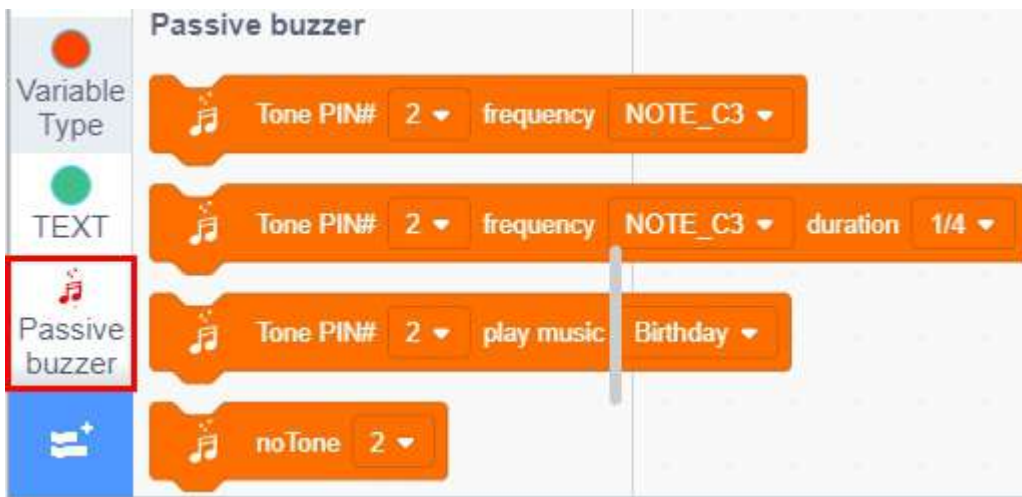 Passive buzzer
Variable
Type
TEXT
Passive
buzzer
Tone PIN# 2 frequency NOTE_C3
Tone PIN# 2 frequency NOTE_C3 duration 1/4
Tone PIN# 2 play music Birthday
noTone 2